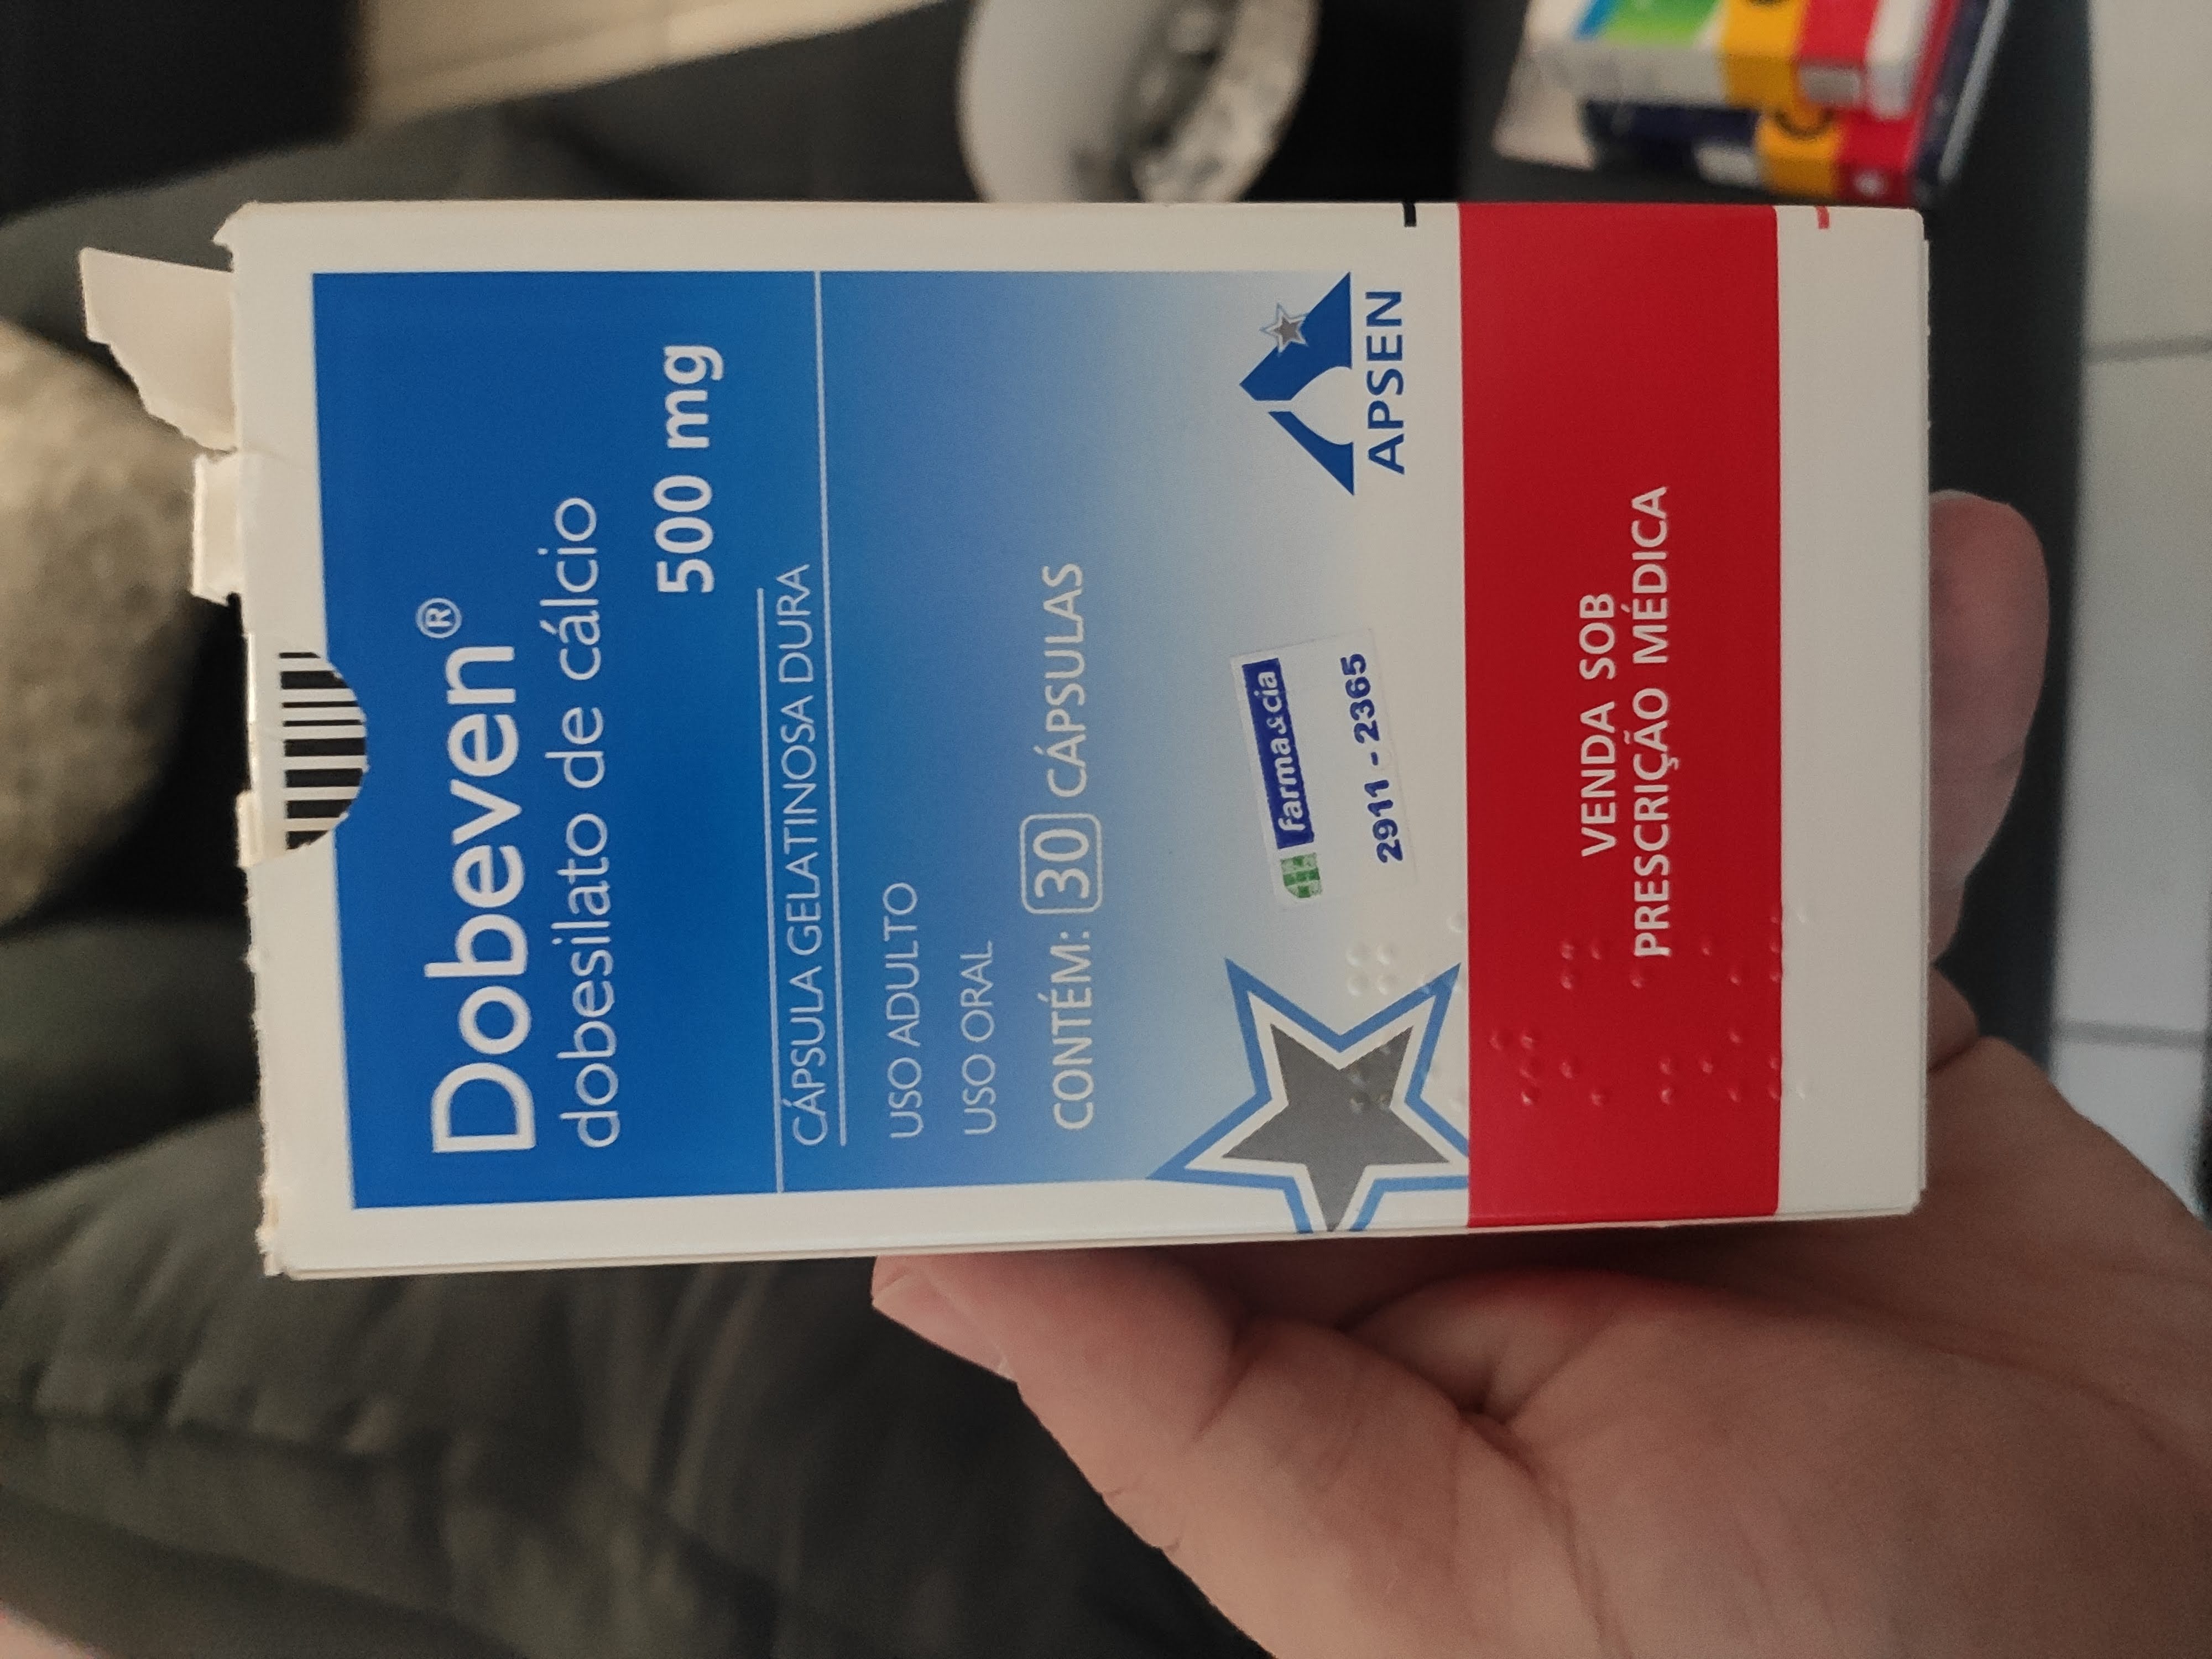 Dobeven®
dobesilato de cálcio
500 mg
CÁPSULA GELATINOSA DURA
USO ADULTO
USO ORAL
CONTÉM: 30 CÁPSULAS
farma&cia
2911 - 2365
APSEN
VENDA SOB
PRESCRIÇÃO MÉDICA